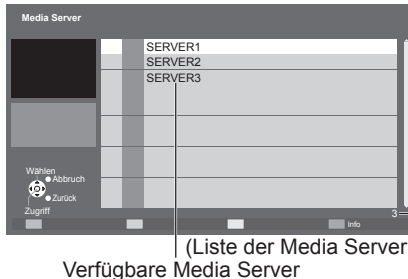 Media Server
SERVER1
SERVER2
SERVER3
Wählen
Abbruch
Zurück
Zugriff
3
Info
(Liste der Media Server
Verfügbare Media Server